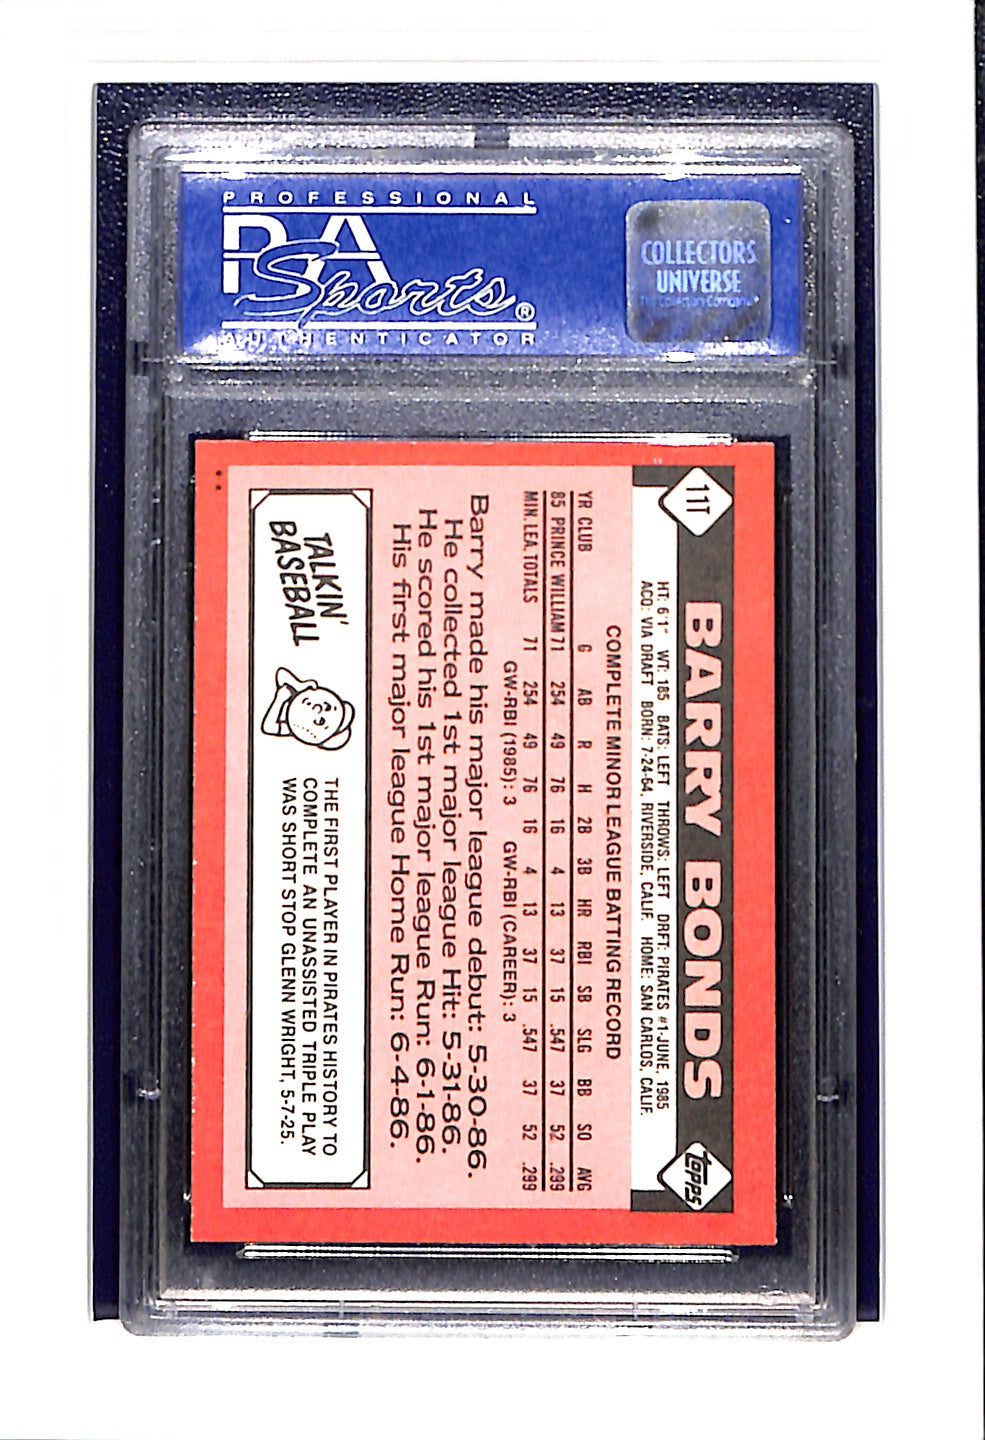 PROFESSIONAL
PSA
Sports®
AUTHENTICATOR
COLLECTORS
UNIVERSE
The Collectors Company
11T
BARRY BONDS
topps
HT: 6'1" WT: 185 BATS: LEFT THROWS: LEFT DRFT: PIRATES #1-JUNE, 1985
ACQ: VIA DRAFT BORN: 7-24-64, RIVERSIDE, CALIF. HOME: SAN CARLOS, CALIF.
COMPLETE MINOR LEAGUE BATTING RECORD
YR CLUB G AB R H 2B 3B HR RBI SB SLG BB SO AVG
85 PRINCE WILLIAM 71 254 49 76 16 4 13 37 15 .547 37 52 .299
MIN. LEA. TOTALS 71 254 49 76 16 4 13 37 15 .547 37 52 .299
GW-RBI (1985): 3 GW-RBI (CAREER): 3
Barry made his major league debut: 5-30-86.
He collected 1st major league Hit: 5-31-86.
He scored his 1st major league Run: 6-1-86.
His first major league Home Run: 6-4-86.
TALKIN'
BASEBALL
THE FIRST PLAYER IN PIRATES HISTORY TO
COMPLETE AN UNASSISTED TRIPLE PLAY
WAS SHORT STOP GLENN WRIGHT, 5-7-25.
**